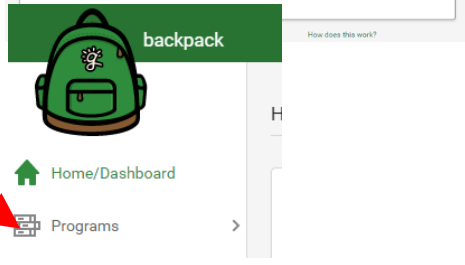 backpack
How does this work?
H
Home/Dashboard
Programs